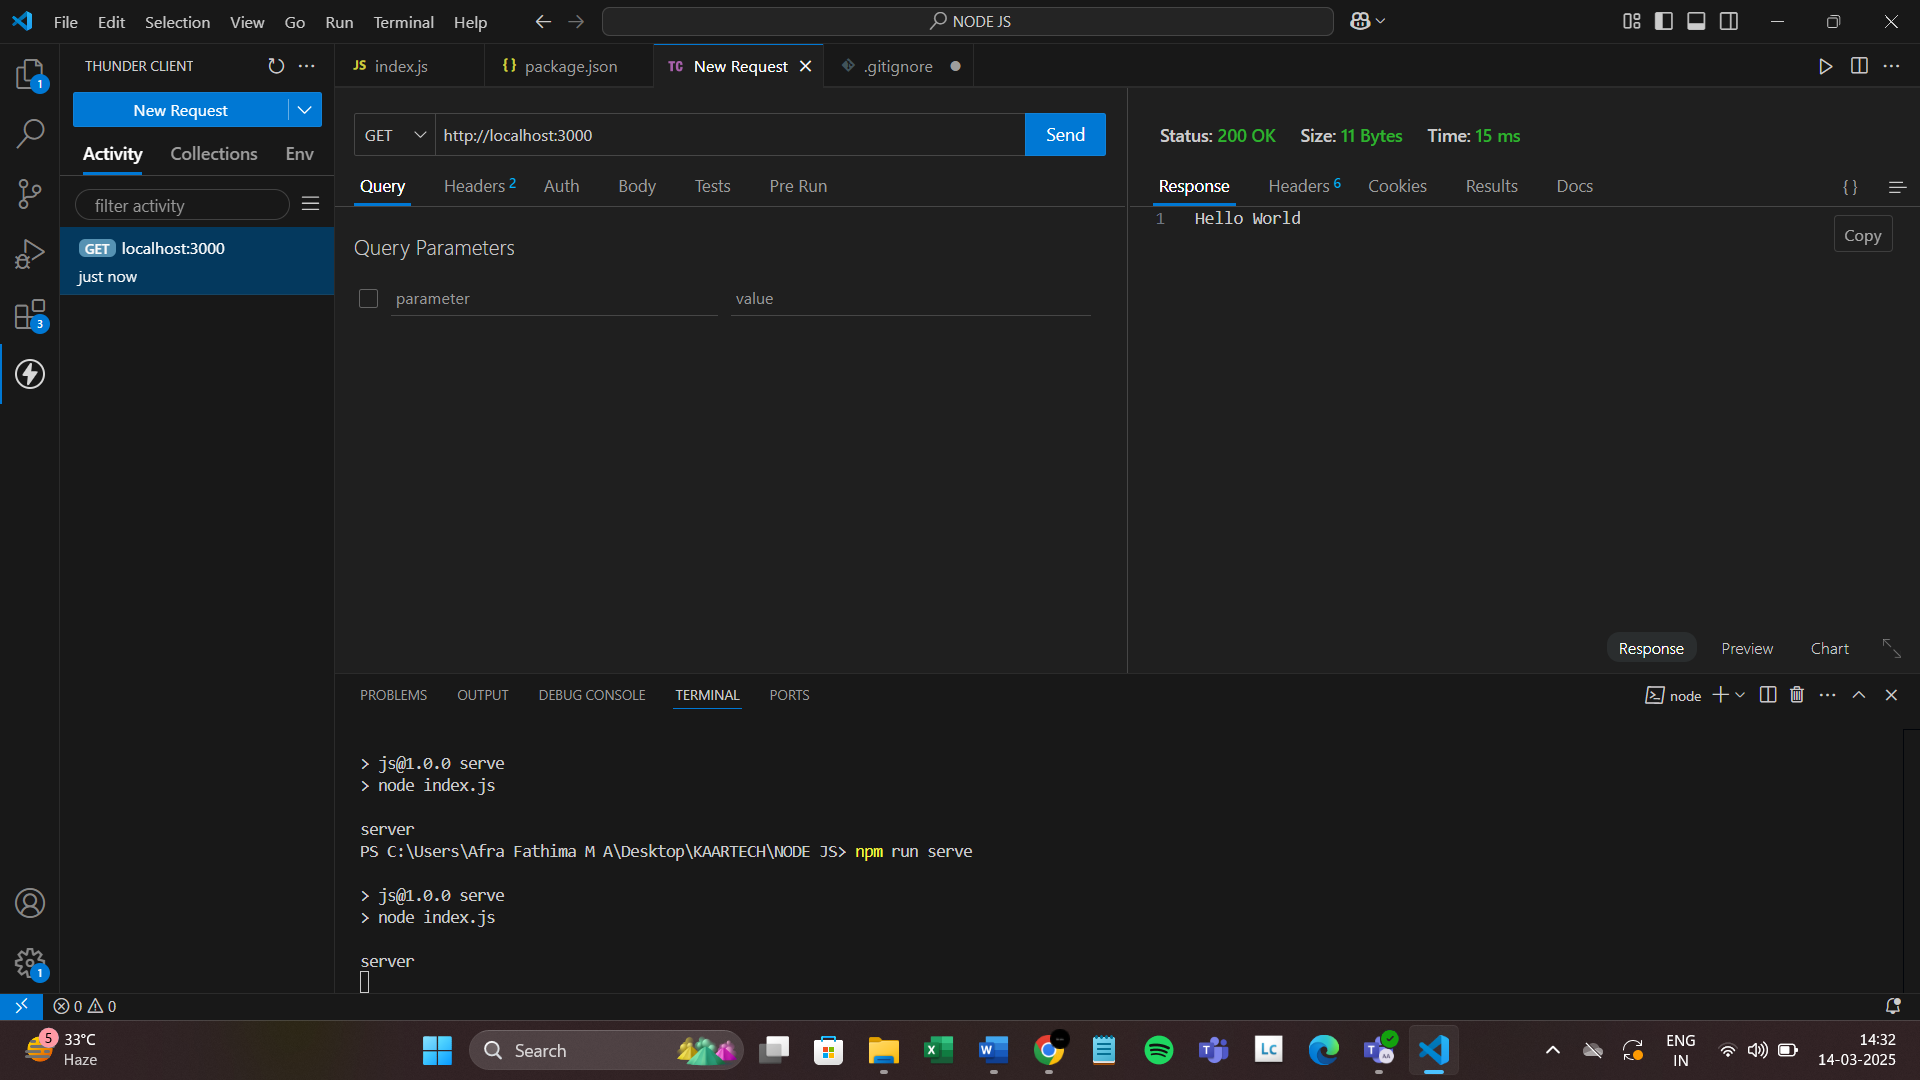 File Edit Selection View Go Run Terminal Help
NODE JS
THUNDER CLIENT
JS index.js
{} package.json
TC New Request
.gitignore
1
New Request
Activity Collections Env
filter activity
GET localhost:3000
just now
3
GET http://localhost:3000 Send
Query Headers 2 Auth Body Tests Pre Run
Query Parameters
parameter value
Status: 200 OK Size: 11 Bytes Time: 15 ms
Response Headers 6 Cookies Results Docs {}
1 Hello World
Copy
Response Preview Chart
PROBLEMS OUTPUT DEBUG CONSOLE TERMINAL PORTS
node
> js@1.0.0 serve
> node index.js
server
PS C:\Users\Afra Fathima M A\Desktop\KAARTECH\NODE JS> npm run serve
> js@1.0.0 serve
> node index.js
server
1
0 0
5
33°C
Haze
Search
LC
ENG
IN
14:32
14-03-2025